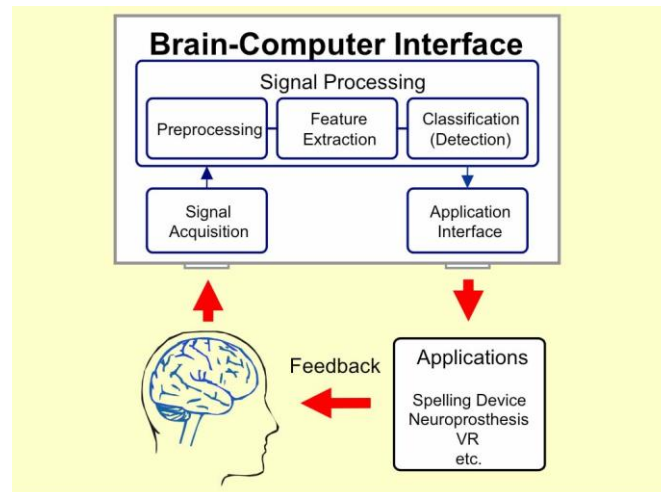 Brain-Computer Interface
Signal Processing
Preprocessing
Feature
Extraction
Classification
(Detection)
Signal
Acquisition
Application
Interface
Feedback
Applications
Spelling Device
Neuroprosthesis
VR
etc.